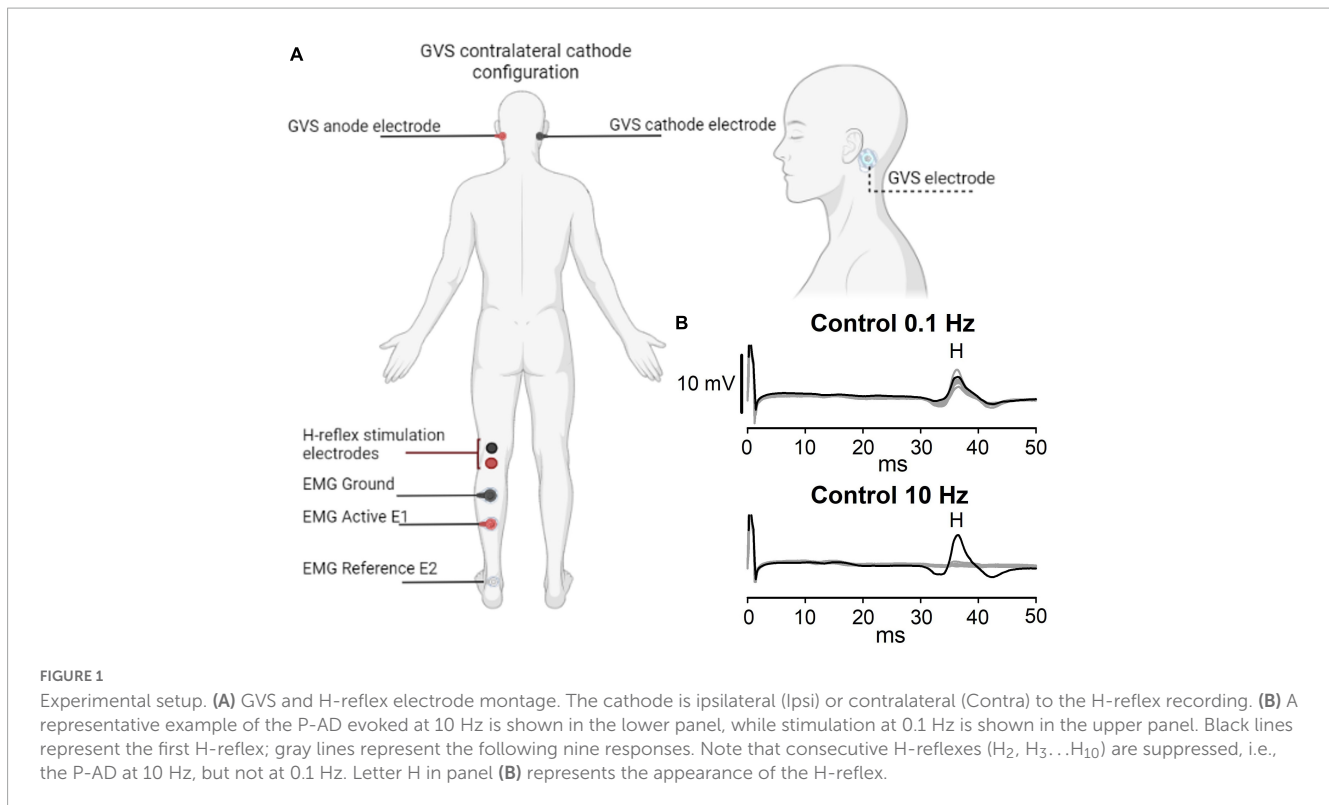 A
GVS contralateral cathode
configuration
GVS anode electrode
GVS cathode electrode
GVS electrode
H-reflex stimulation
electrodes
EMG Ground
EMG Active E1
EMG Reference E2
B
Control 0.1 Hz
H
10 mV
0 10 20 30 40 50
ms
Control 10 Hz
H
0 10 20 30 40 50
ms
FIGURE 1
Experimental setup. (A) GVS and H-reflex electrode montage. The cathode is ipsilateral (Ipsi) or contralateral (Contra) to the H-reflex recording. (B) A
representative example of the P-AD evoked at 10 Hz is shown in the lower panel, while stimulation at 0.1 Hz is shown in the upper panel. Black lines
represent the first H-reflex; gray lines represent the following nine responses. Note that consecutive H-reflexes (H₂, H₃...H₁₀) are suppressed, i.e.,
the P-AD at 10 Hz, but not at 0.1 Hz. Letter H in panel (B) represents the appearance of the H-reflex.